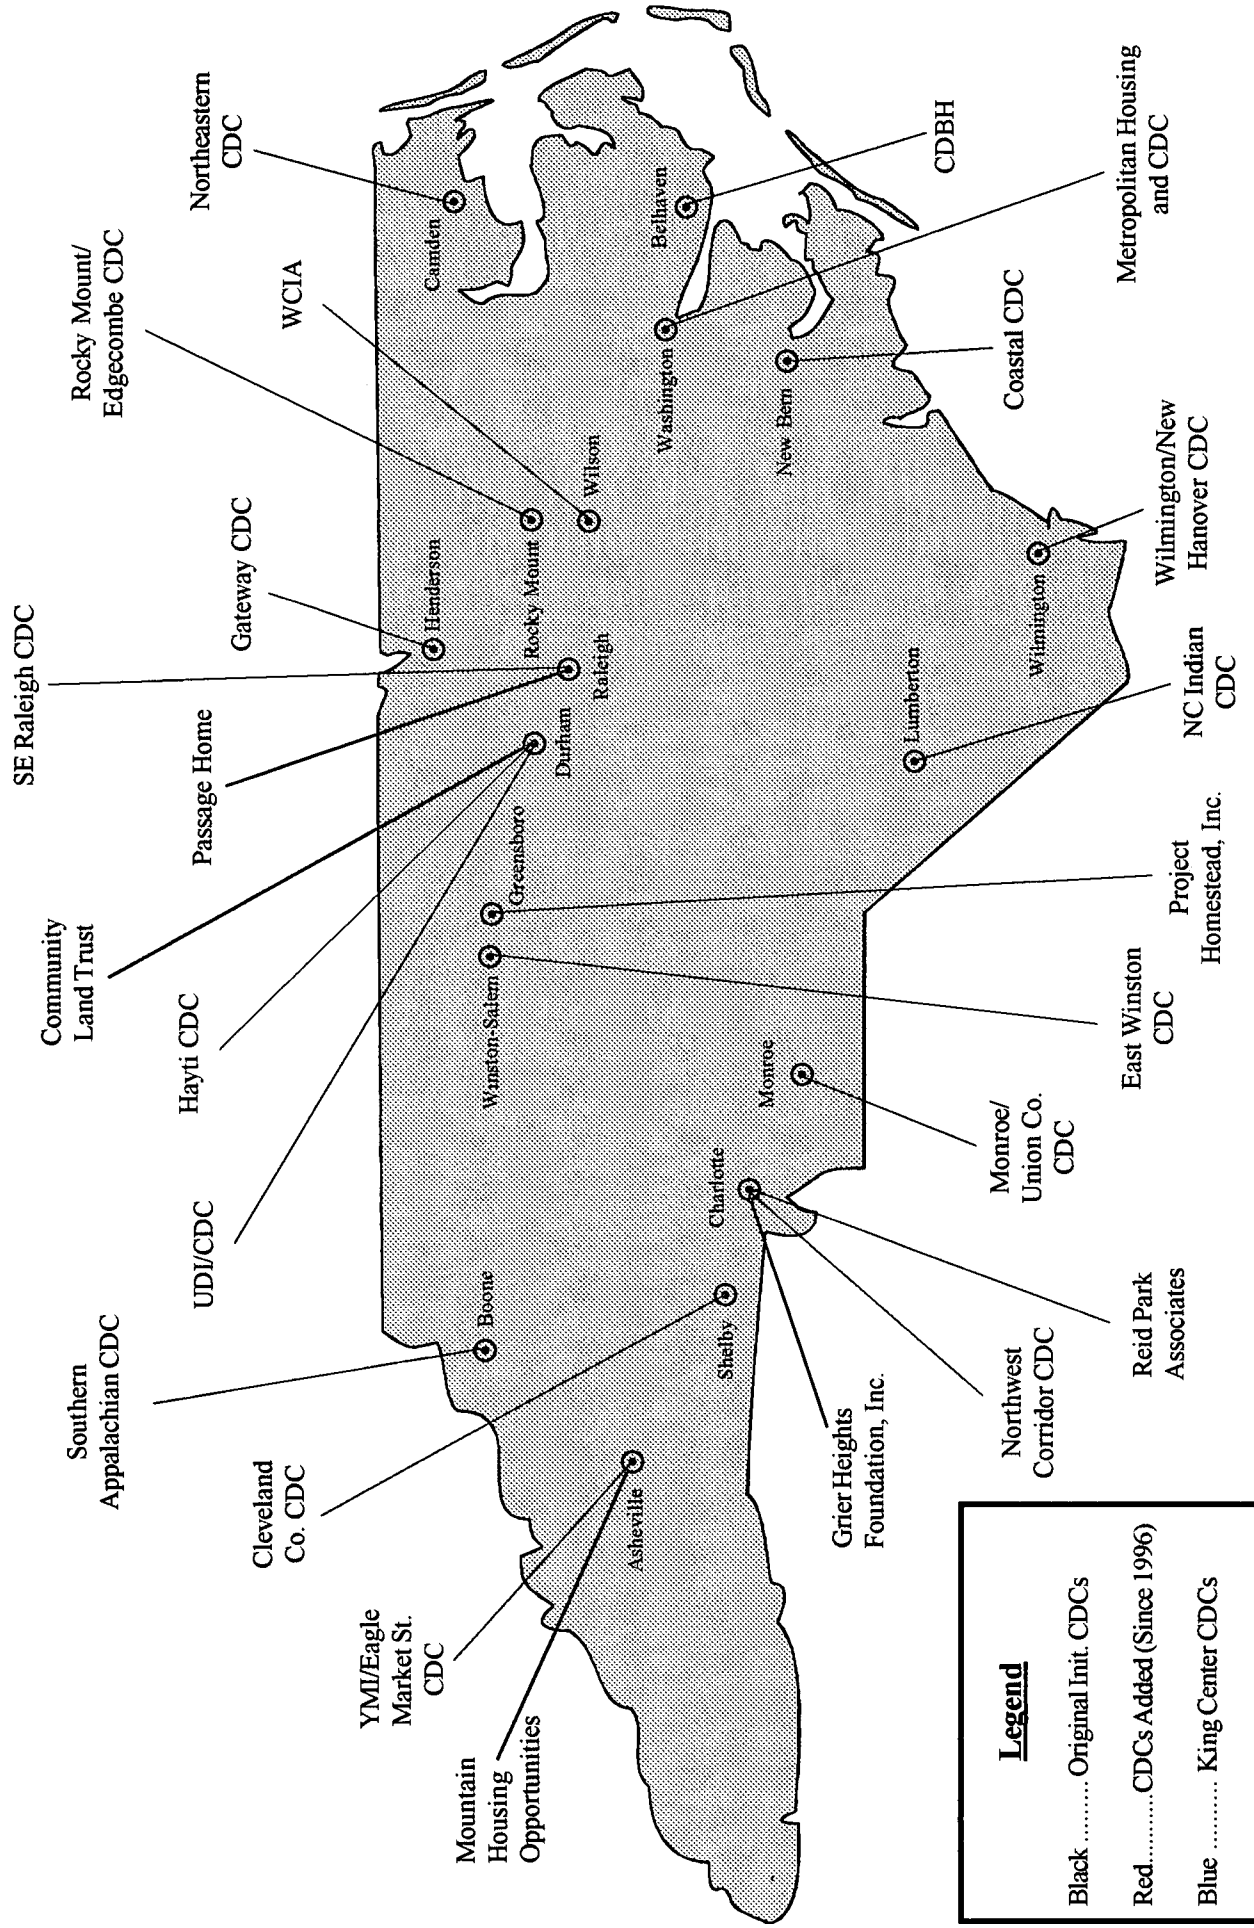 Southern
Appalachian CDC
Cleveland
Co. CDC
YMI/Eagle
Market St.
CDC
Mountain
Housing
Opportunities
UDI/CDC
Hayti CDC
Community
Land Trust
Passage Home
SE Raleigh CDC
Gateway CDC
Rocky Mount/
Edgecombe CDC
WCIA
Northeastern
CDC
Boone
Asheville
Shelby
Charlotte
Monroe
Winston-Salem
Greensboro
Durham
Raleigh
Henderson
Rocky Mount
Wilson
Camden
Belhaven
Washington
New Bern
Lumberton
Wilmington
Grier Heights
Foundation, Inc.
Northwest
Corridor CDC
Reid Park
Associates
Monroe/
Union Co.
CDC
East Winston
CDC
Project
Homestead, Inc.
NC Indian
CDC
Wilmington/New
Hanover CDC
Coastal CDC
Metropolitan Housing
and CDC
CDBH
Legend
Black ......... Original Init. CDCs
Red............CDCs Added (Since 1996)
Blue ........... King Center CDCs